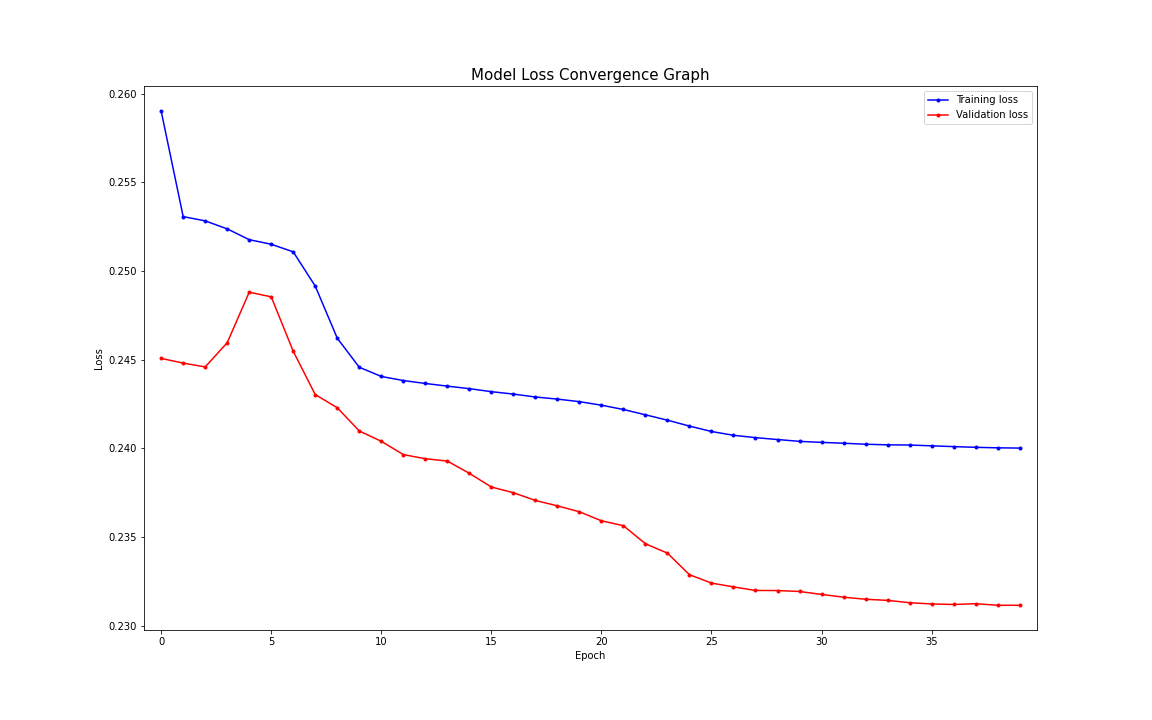 Model Loss Convergence Graph
Training loss
Validation loss
0.260
0.255
0.250
0.245
0.240
0.235
0.230
Loss
0 5 10 15 20 25 30 35
Epoch